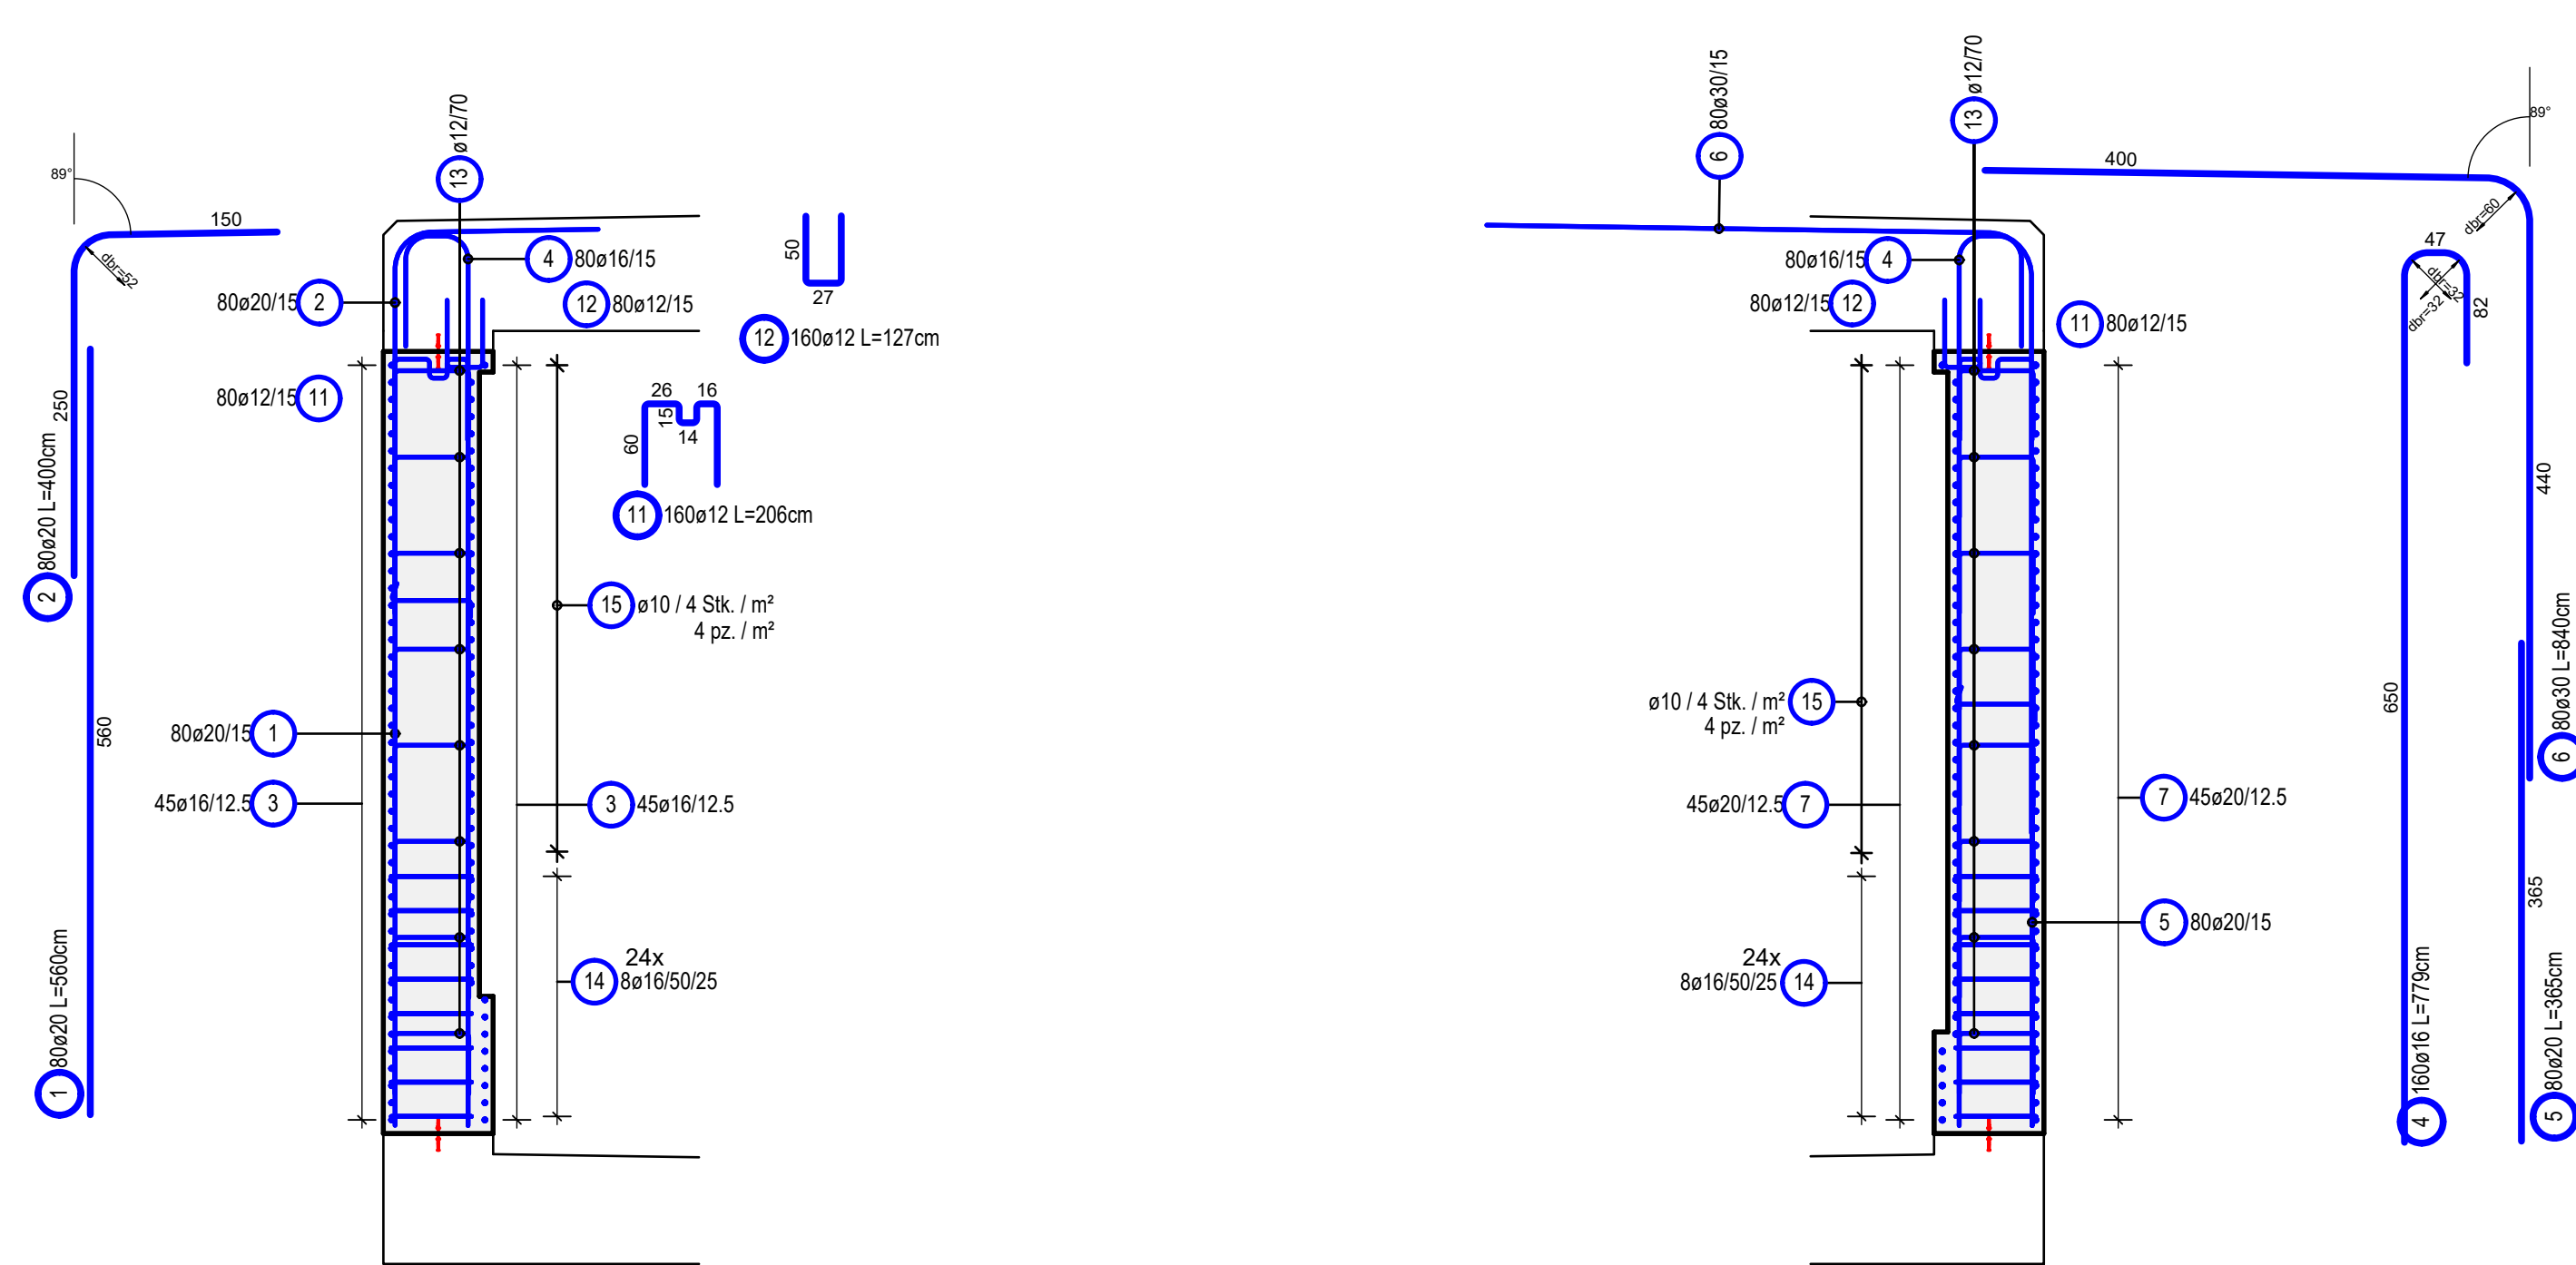 89°
150
dbr=52
250
2 80ø20 L=400cm
560
1 80ø20 L=560cm
13 ø12/70
4 80ø16/15
80ø20/15 2
12 80ø12/15
80ø12/15 11
50
27
12 160ø12 L=127cm
26 16
15
14
60
11 160ø12 L=206cm
15 ø10 / 4 Stk. / m²
4 pz. / m²
80ø20/15 1
45ø16/12.5 3
3 45ø16/12.5
24x
14 8ø16/50/25
6 80ø30/15
13 ø12/70
80ø16/15 4
80ø12/15 12
11 80ø12/15
ø10 / 4 Stk. / m² 15
4 pz. / m²
45ø20/12.5 7
7 45ø20/12.5
5 80ø20/15
24x
8ø16/50/25 14
400
89°
dbr=60
47
dbr=32
dbr=32
82
440
650
6 80ø30 L=840cm
365
4 160ø16 L=779cm
5 80ø20 L=365cm